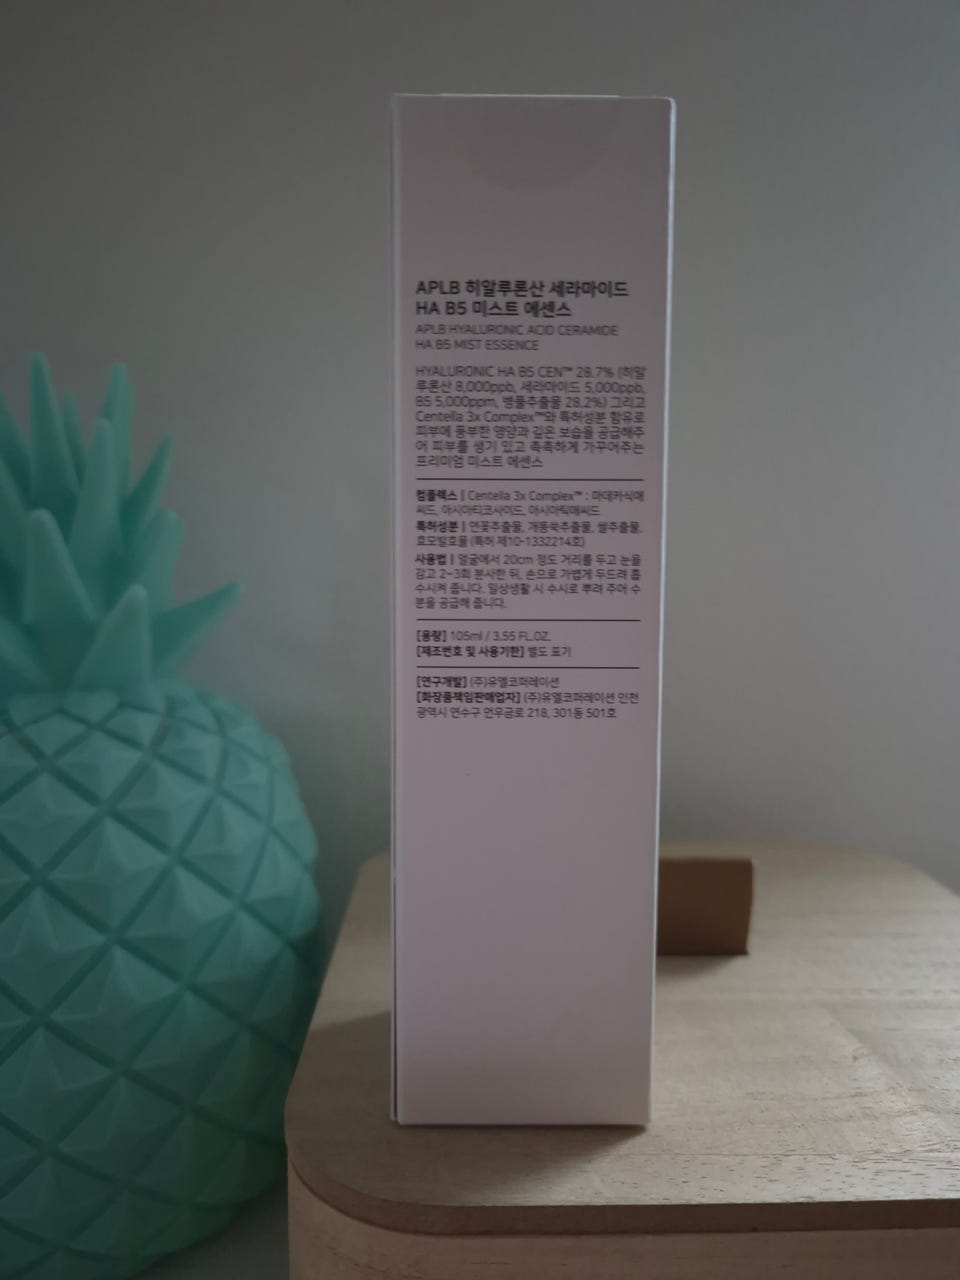 APLB 히알루론산 세라마이드
HA B5 미스트 에센스
APLB HYALURONIC ACID CERAMIDE
HA B5 MIST ESSENCE
HYALURONIC HA B5 CEN™ 28.7% (히알
루론산 8,000ppb, 세라마이드 5,000ppb,
B5 5,000ppm, 병풀추출물 28.2%) 그리고
Centella 3x Complex™와 특허성분 함유로
피부에 풍부한 영양과 깊은 보습을 공급해주
어 피부를 생기 있고 촉촉하게 가꾸어주는
프리미엄 미스트 에센스
컴플렉스 | Centella 3x Complex™ : 마데카식애
씨드, 아시아티코사이드, 아시아틱애씨드
특허성분 | 연꽃추출물, 개똥쑥추출물, 쌀추출물,
효모발효물 (특허 제10-1332214호)
사용법 | 얼굴에서 20cm 정도 거리를 두고 눈을
감고 2~3회 분사한 뒤, 손으로 가볍게 두드려 흡
수시켜 줍니다. 일상생활 시 수시로 뿌려 주어 수
분을 공급해 줍니다.
[용량] 105ml / 3.55 FL.OZ.
[제조번호 및 사용기한] 별도 표기
[연구개발] (주)유엘코퍼레이션
[화장품책임판매업자] (주)유엘코퍼레이션 인천
광역시 연수구 먼우금로 218, 301동 501호